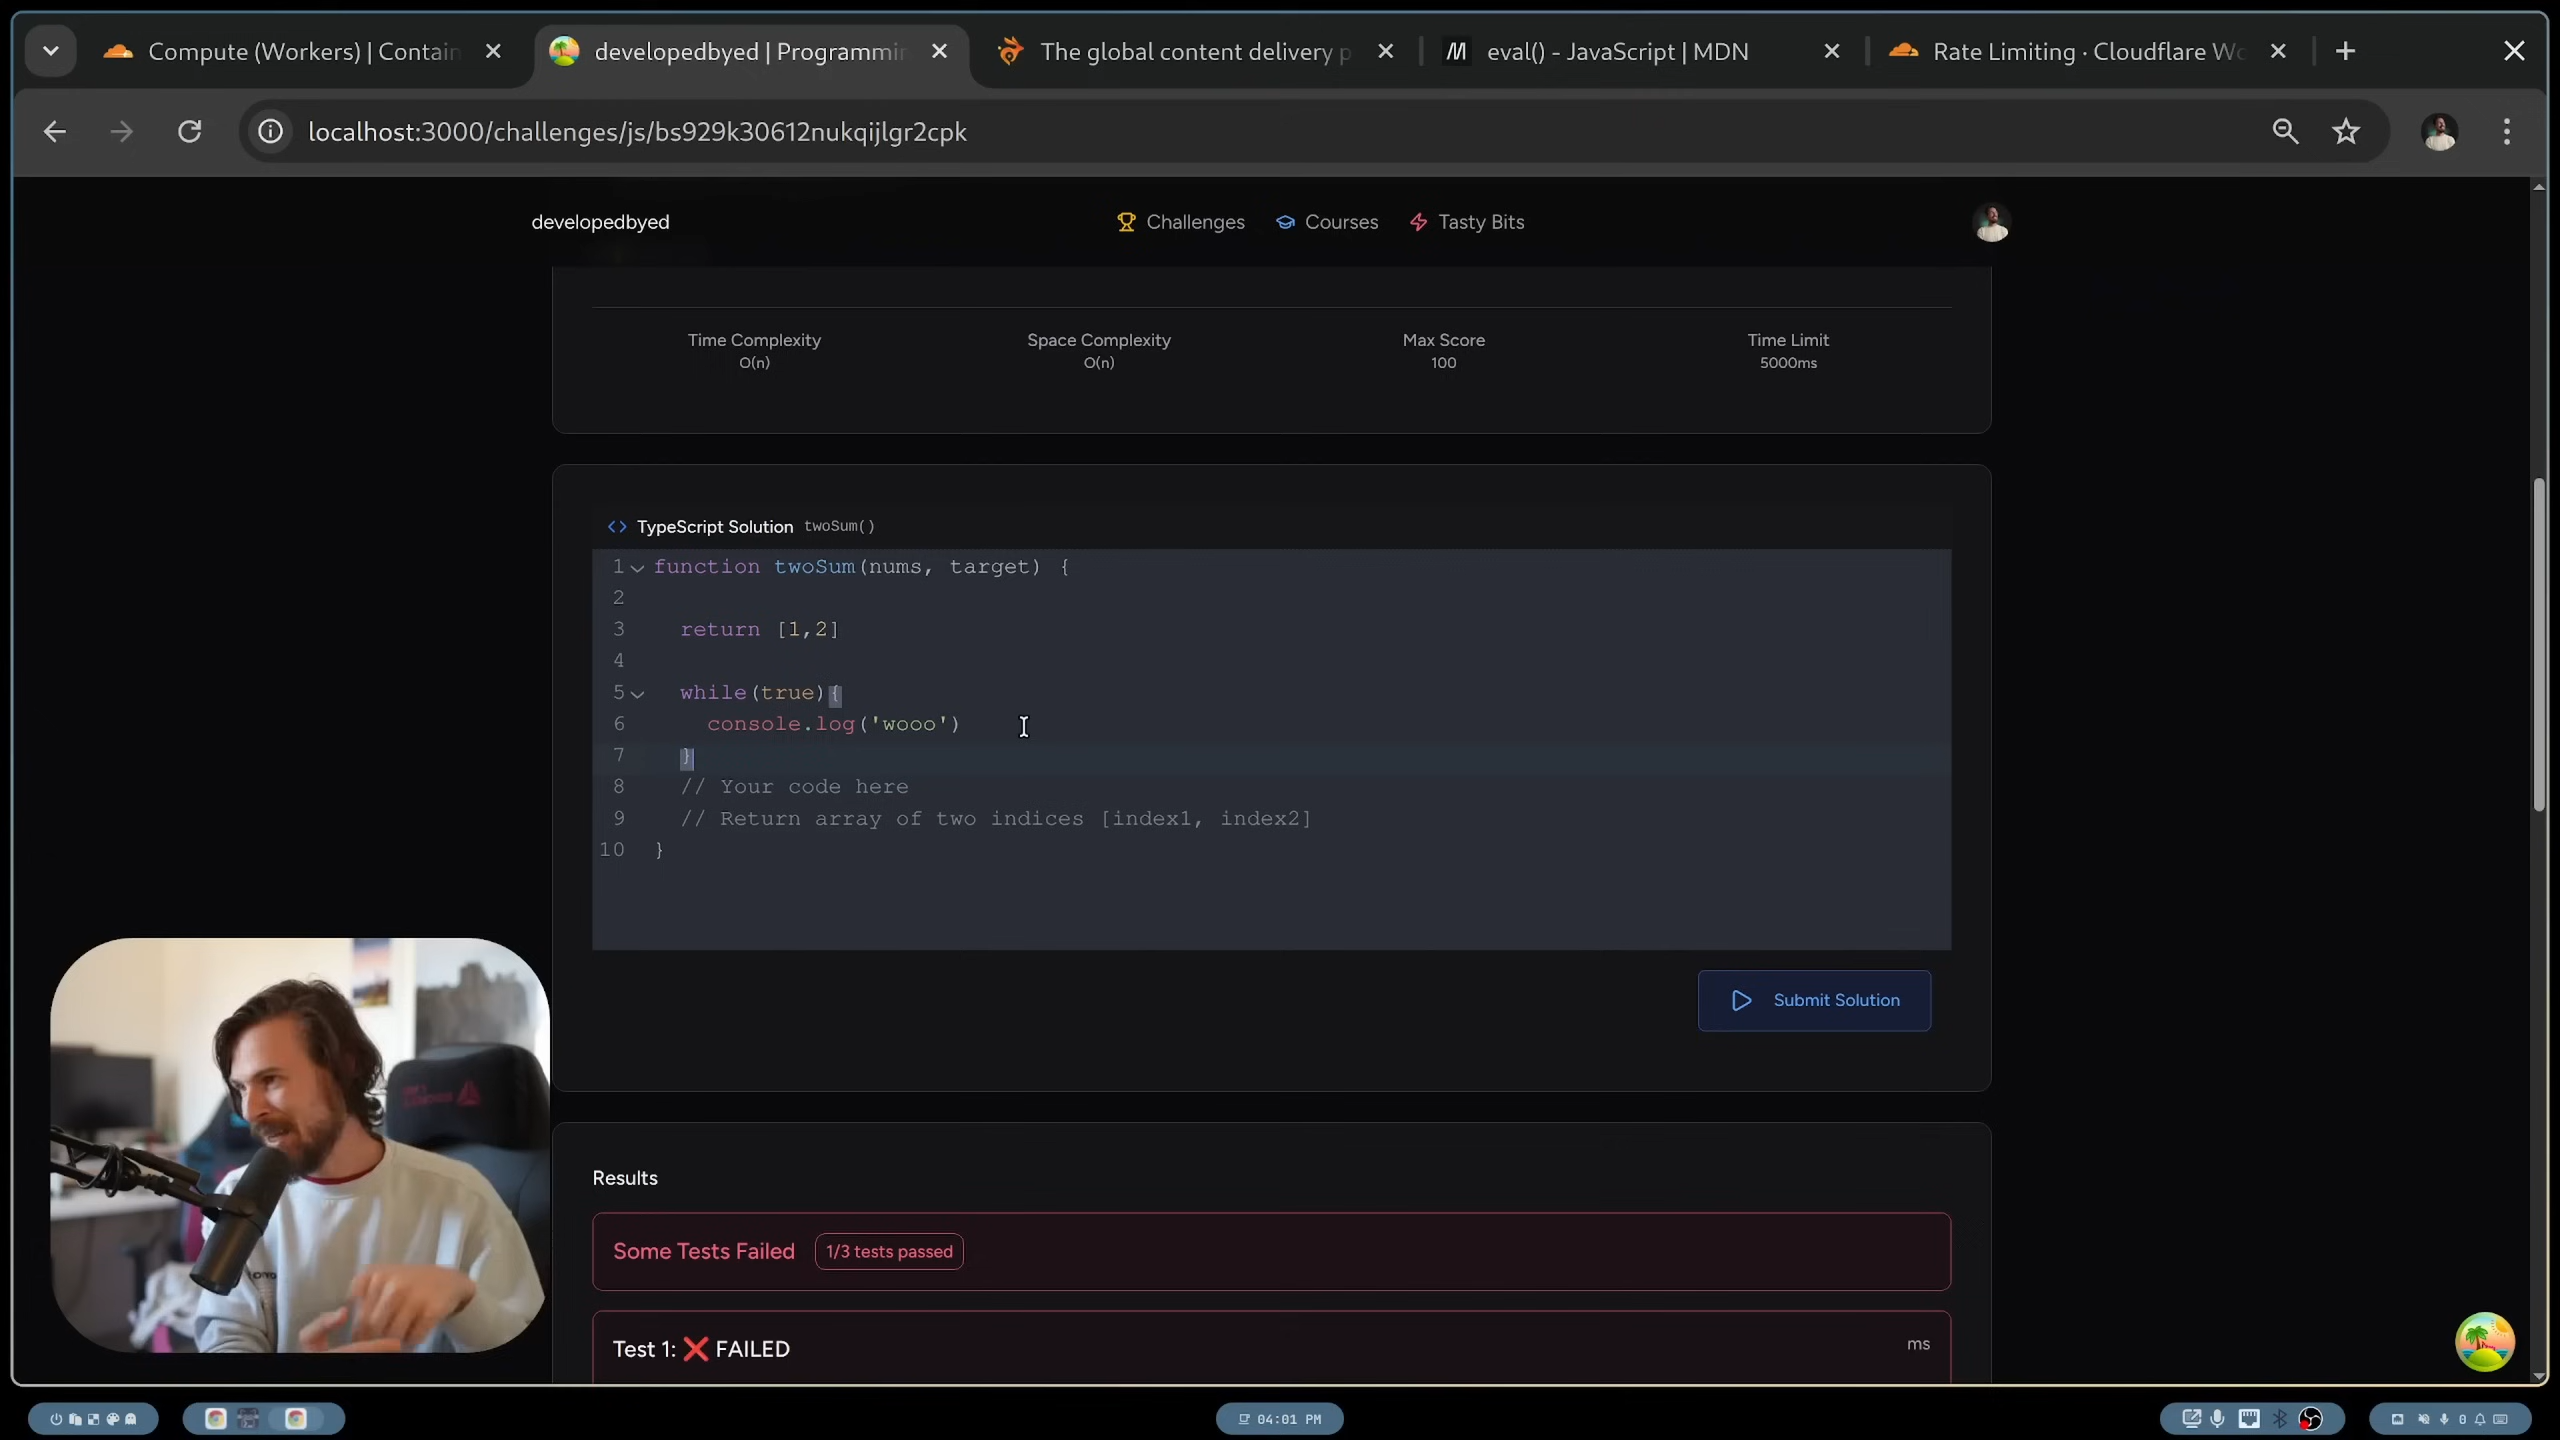 Compute (Workers) | Contain
developedbyed | Programmin
The global content delivery p
eval() - JavaScript | MDN
Rate Limiting · Cloudflare Wo
localhost:3000/challenges/js/bs929k30612nukqijlgr2cpk
developedbyed
Challenges
Courses
Tasty Bits
Time Complexity
O(n)
Space Complexity
O(n)
Max Score
100
Time Limit
5000ms
<> TypeScript Solution twoSum()
1 function twoSum(nums, target) {
2
3 return [1,2]
4
5 while(true){
6 console.log('wooo')
7 }
8 // Your code here
9 // Return array of two indices [index1, index2]
10 }
Submit Solution
Results
Some Tests Failed 1/3 tests passed
Test 1: ❌ FAILED
ms
04:01 PM
0